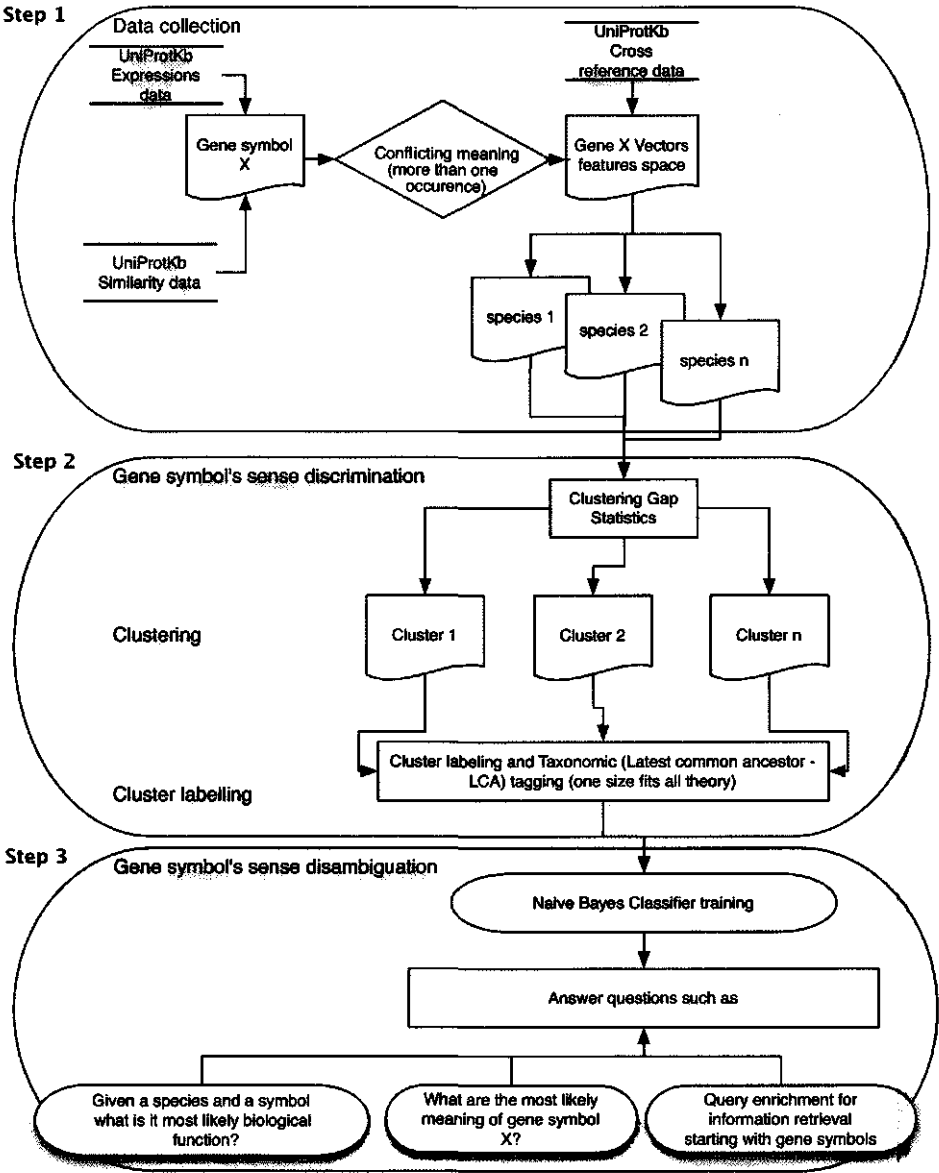 Step 1
Data collection
UniProtKb
Expressions
data
UniProtKb
Cross
reference data
Gene symbol
X
Conflicting meaning
(more than one
occurence)
Gene X Vectors
features space
UniProtKb
Similarity data
species 1
species 2
species n
Step 2
Gene symbol's sense discrimination
Clustering Gap
Statistics
Clustering
Cluster 1
Cluster 2
Cluster n
Cluster labeling and Taxonomic (Latest common ancestor -
LCA) tagging (one size fits all theory)
Cluster labelling
Step 3
Gene symbol's sense disambiguation
Naive Bayes Classifier training
Answer questions such as
Given a species and a symbol
what is it most likely biological
function?
What are the most likely
meaning of gene symbol
X?
Query enrichment for
information retrieval
starting with gene symbols